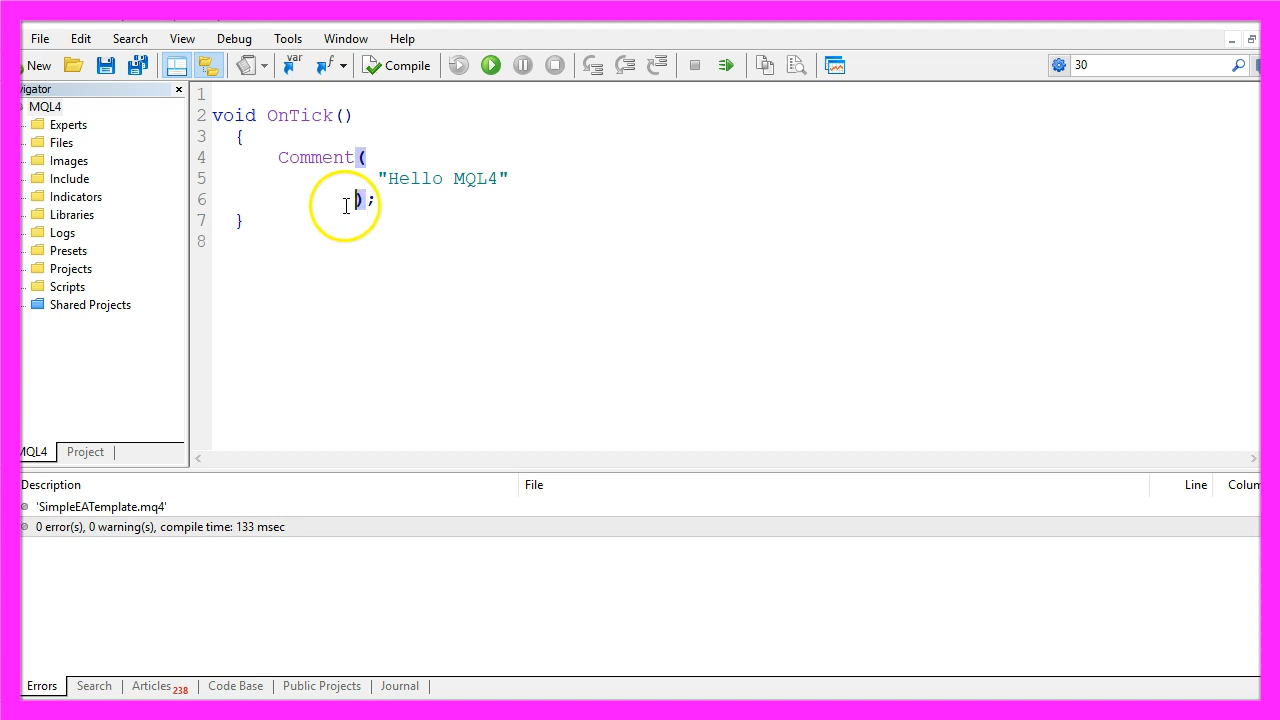 File Edit Search View Debug Tools Window Help
New var Compile 30
vigator
MQL4
Experts
Files
Images
Include
Indicators
Libraries
Logs
Presets
Projects
Scripts
Shared Projects
MQL4 Project
1
2 void OnTick()
3 {
4 Comment(
5 "Hello MQL4"
6 );
7 }
8
Description File Line Colum
'SimpleEATemplate.mq4'
0 error(s), 0 warning(s), compile time: 133 msec
Errors Search Articles 238 Code Base Public Projects Journal